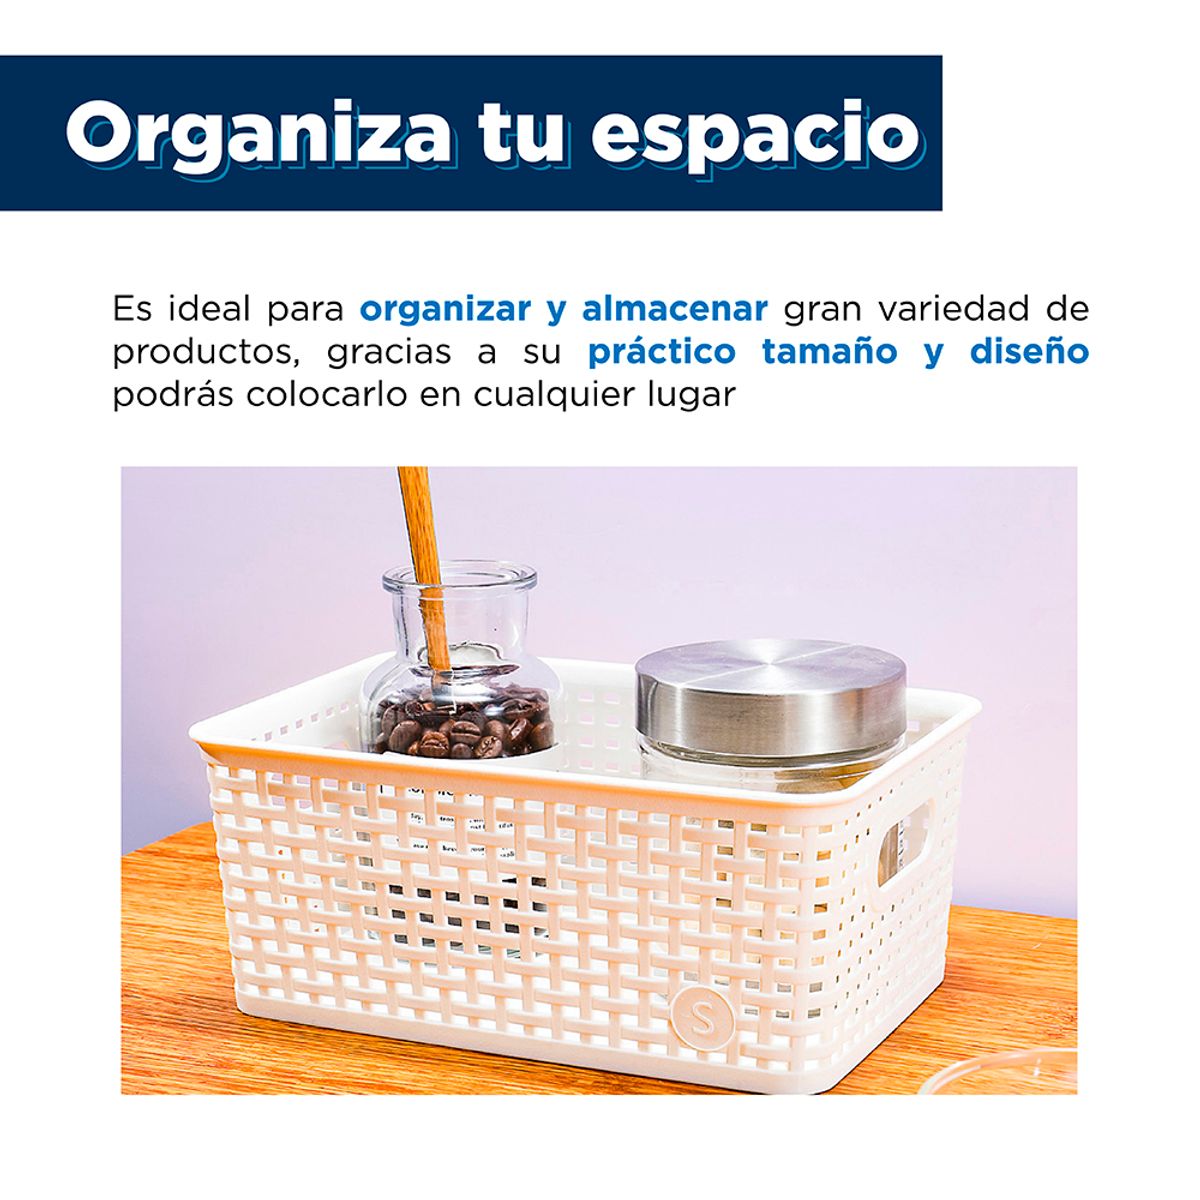 Organiza tu espacio
Es ideal para organizar y almacenar gran variedad de
productos, gracias a su práctico tamaño y diseño
podrás colocarlo en cualquier lugar
S